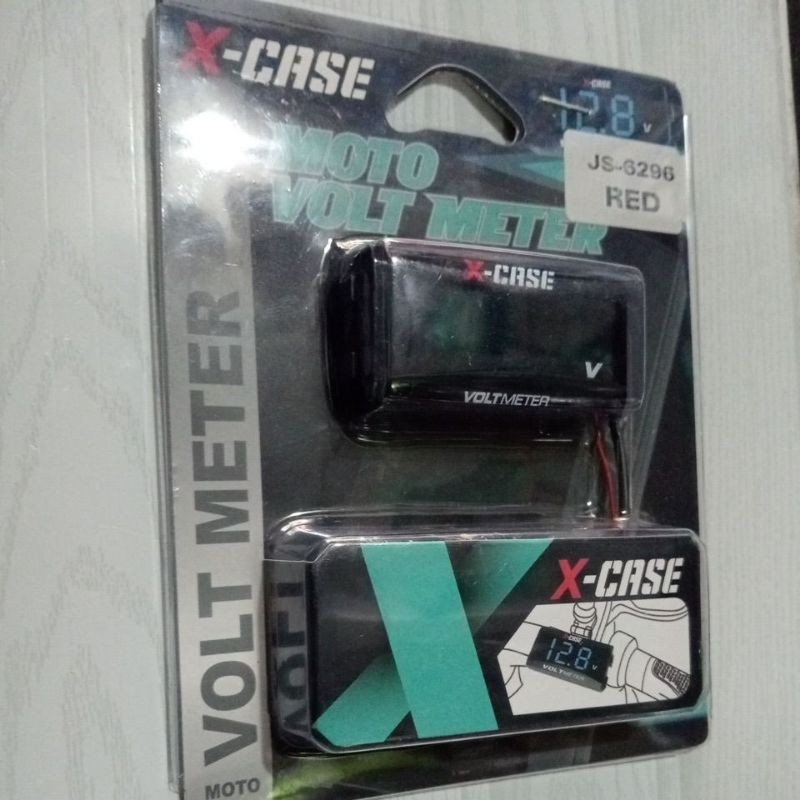 X-CASE
X-CASE
12.8 V
JS-6296
RED
MOTO
VOLT METER
X-CASE
V
VOLTMETER
VOLT METER
MOTO
X-CASE
X-CASE
12.8 V
VOLTMETER